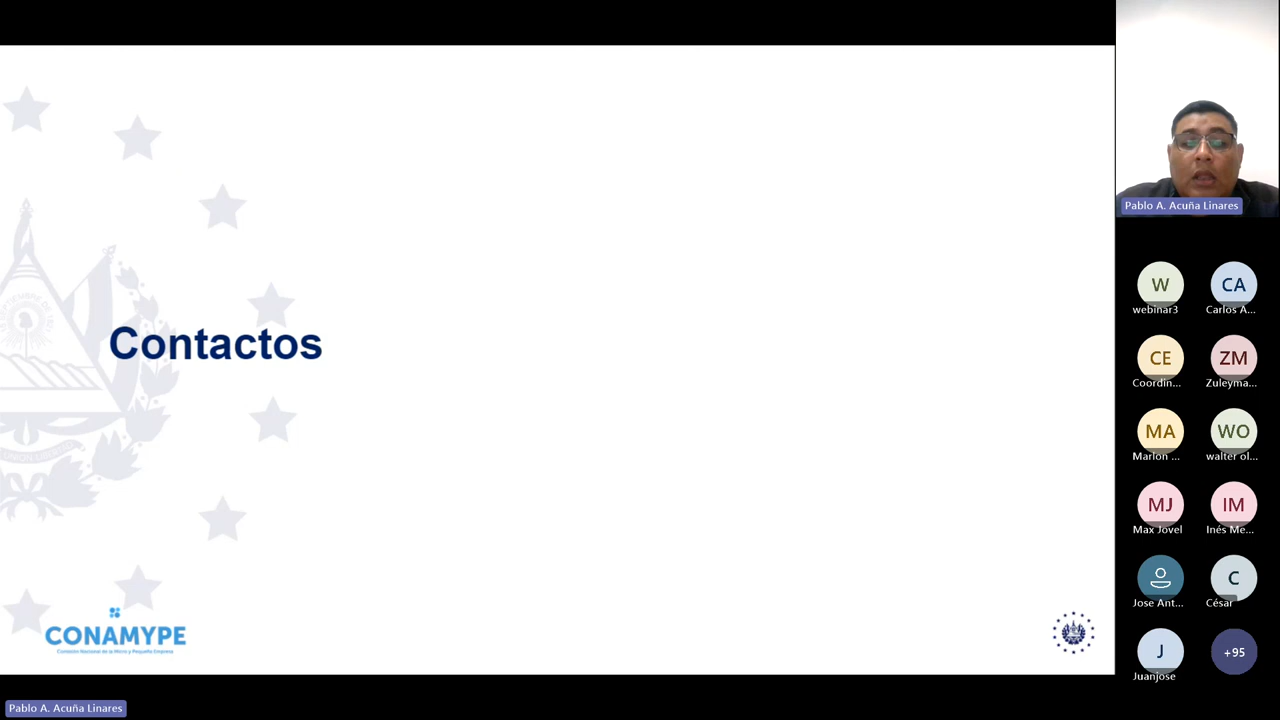 Contactos
CONAMYPE
Comisión Nacional de la Micro y Pequeña Empresa
Pablo A. Acuña Linares
W
webinar3
CA
Carlos A...
CE
Coordin...
ZM
Zuleyma...
MA
Marlon ...
WO
walter ol...
MJ
Max Jovel
IM
Inés Me...
Jose Ant...
C
César
J
Juanjose
+95
Pablo A. Acuña Linares